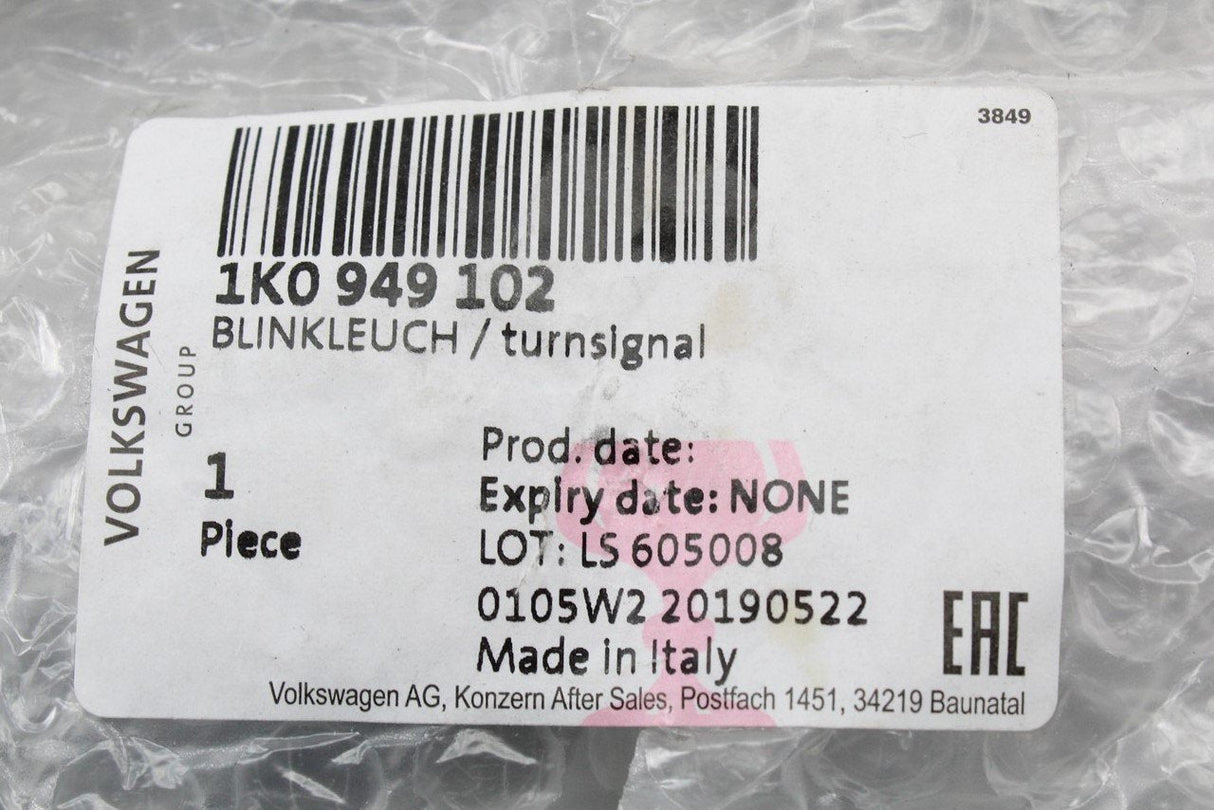 3849
1K0 949 102
BLINKLEUCH / turnsignal
VOLKSWAGEN
GROUP
1
Piece
Prod. date:
Expiry date: NONE
LOT: LS 605008
0105W2 20190522
Made in Italy
EAC
Volkswagen AG, Konzern After Sales, Postfach 1451, 34219 Baunatal